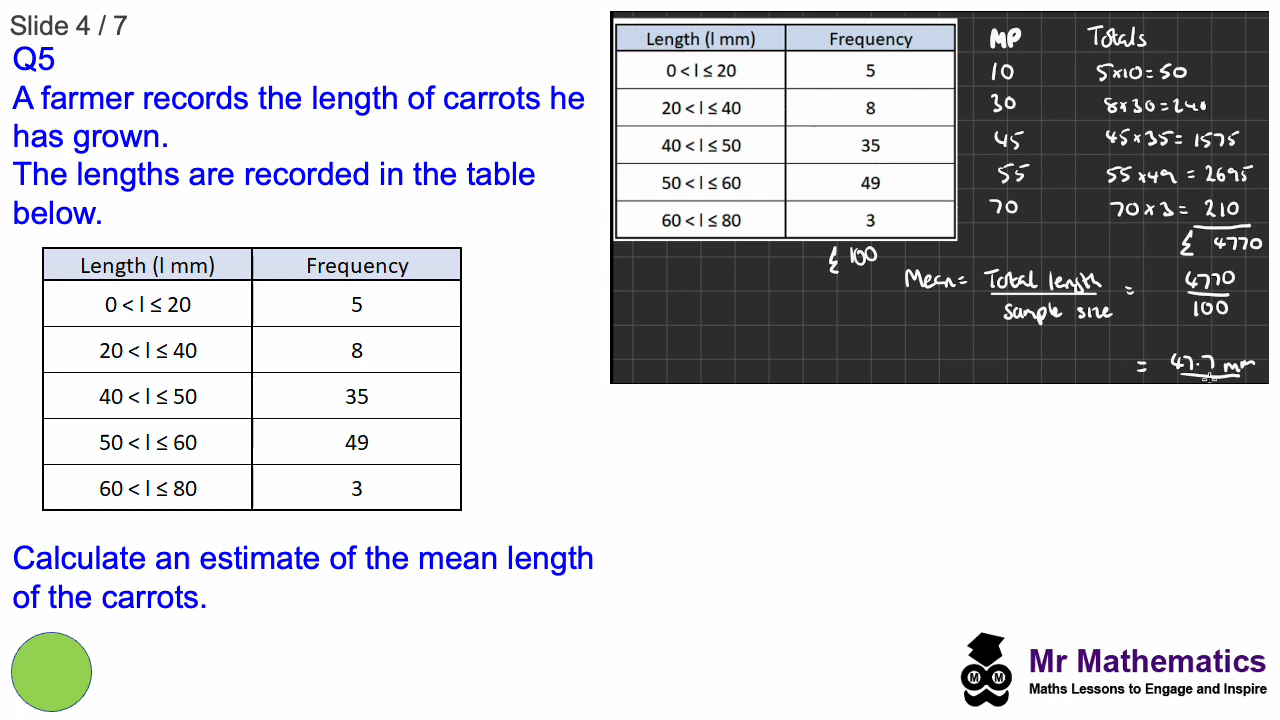 Slide 4 / 7
Q5
A farmer records the length of carrots he
has grown.
The lengths are recorded in the table
below.
Length (l mm) Frequency
0 < l ≤ 20 5
20 < l ≤ 40 8
40 < l ≤ 50 35
50 < l ≤ 60 49
60 < l ≤ 80 3
Calculate an estimate of the mean length
of the carrots.
Length (l mm) Frequency MP Totals
0 < l ≤ 20 5 10 5×10=50
20 < l ≤ 40 8 30 8×30=240
40 < l ≤ 50 35 45 45×35= 1575
50 < l ≤ 60 49 55 55×49 = 2695
60 < l ≤ 80 3 70 70×3= 210
Σ 4770
Σ 100
Mean= Total length = 4770
sample size 100
= 47.7 mm
M M
Mr Mathematics
Maths Lessons to Engage and Inspire